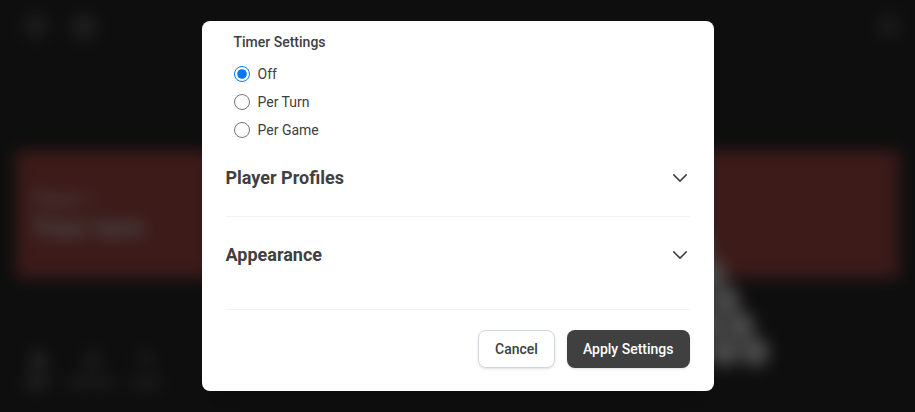 Timer Settings
Off
Per Turn
Per Game
Player Profiles
Appearance
Cancel
Apply Settings